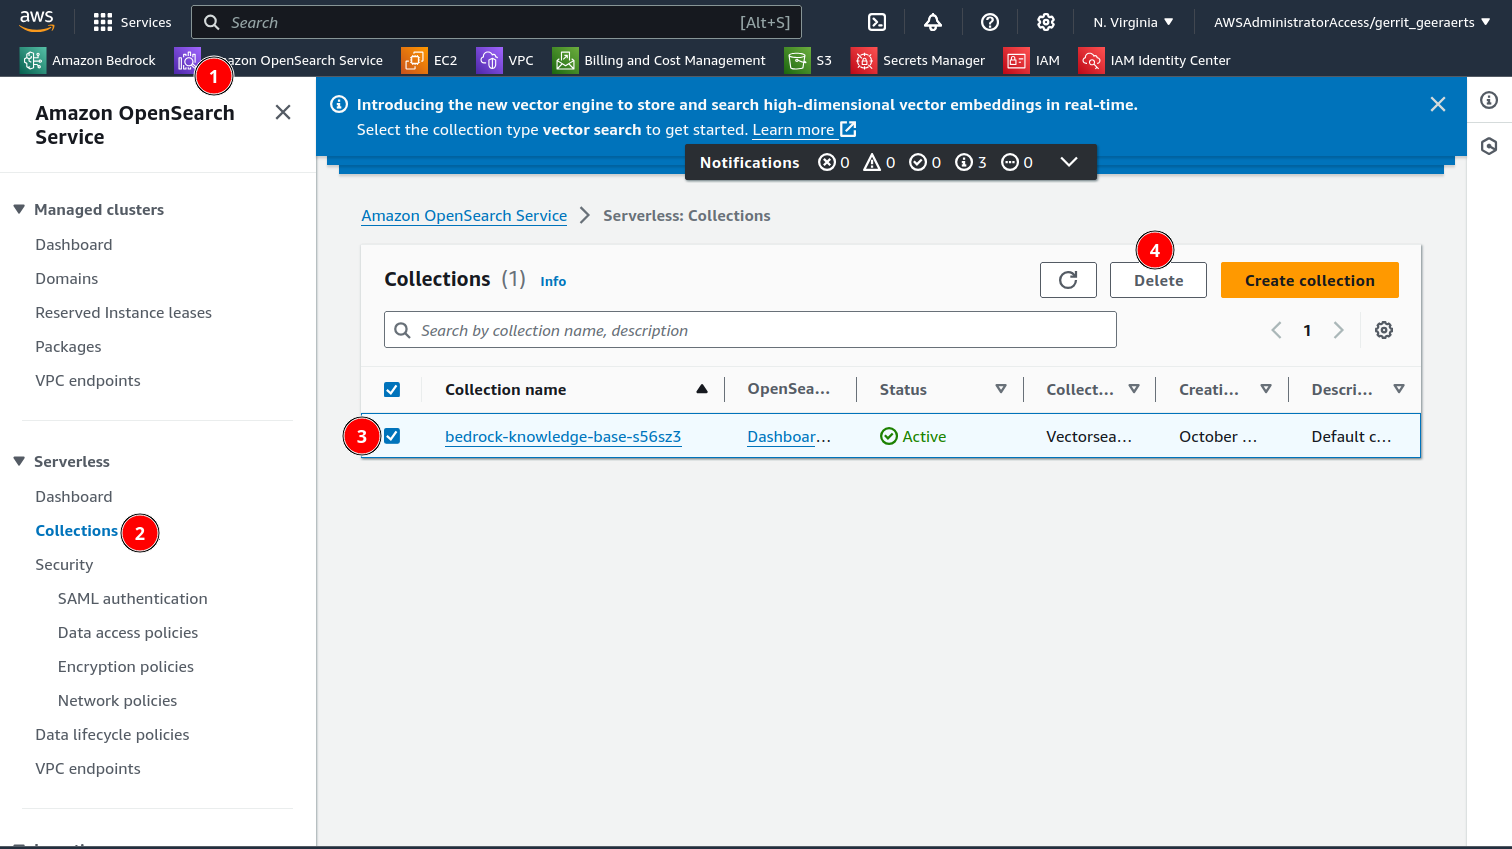 aws
Services
Search
[Alt+S]
N. Virginia
AWSAdministratorAccess/gerrit_geeraerts
Amazon Bedrock
1
azon OpenSearch Service
EC2
VPC
Billing and Cost Management
S3
Secrets Manager
IAM
IAM Identity Center
Amazon OpenSearch
Service
Managed clusters
Dashboard
Domains
Reserved Instance leases
Packages
VPC endpoints
Serverless
Dashboard
Collections
2
Security
SAML authentication
Data access policies
Encryption policies
Network policies
Data lifecycle policies
VPC endpoints
Introducing the new vector engine to store and search high-dimensional vector embeddings in real-time.
Select the collection type vector search to get started. Learn more
Notifications 0 0 0 3 0
Amazon OpenSearch Service
Serverless: Collections
Collections (1) Info
4
Delete
Create collection
Search by collection name, description
1
Collection name
OpenSea...
Status
Collect...
Creati...
Descri...
3
bedrock-knowledge-base-s56sz3
Dashboar...
Active
Vectorsea...
October ...
Default c...